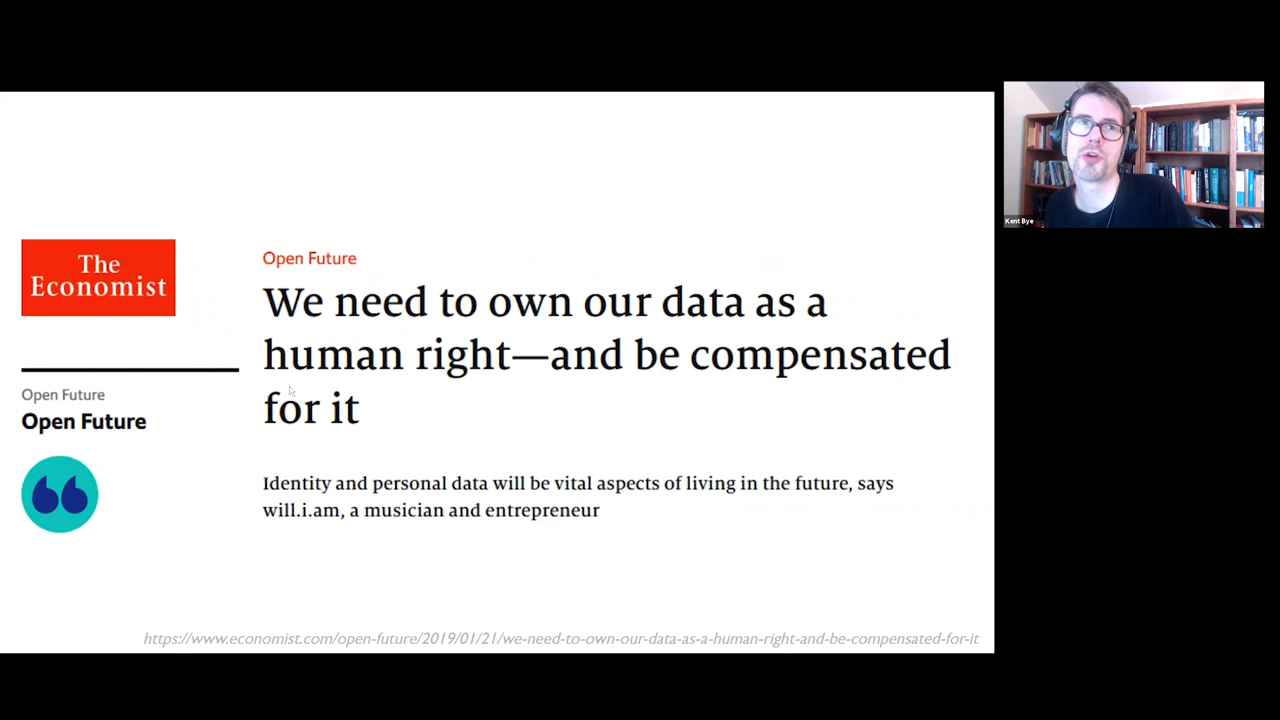 The
Economist
Open Future
Open Future
Open Future
We need to own our data as a
human right—and be compensated
for it
Identity and personal data will be vital aspects of living in the future, says
will.i.am, a musician and entrepreneur
https://www.economist.com/open-future/2019/01/21/we-need-to-own-our-data-as-a-human-right-and-be-compensated-for-it
Kent Bye